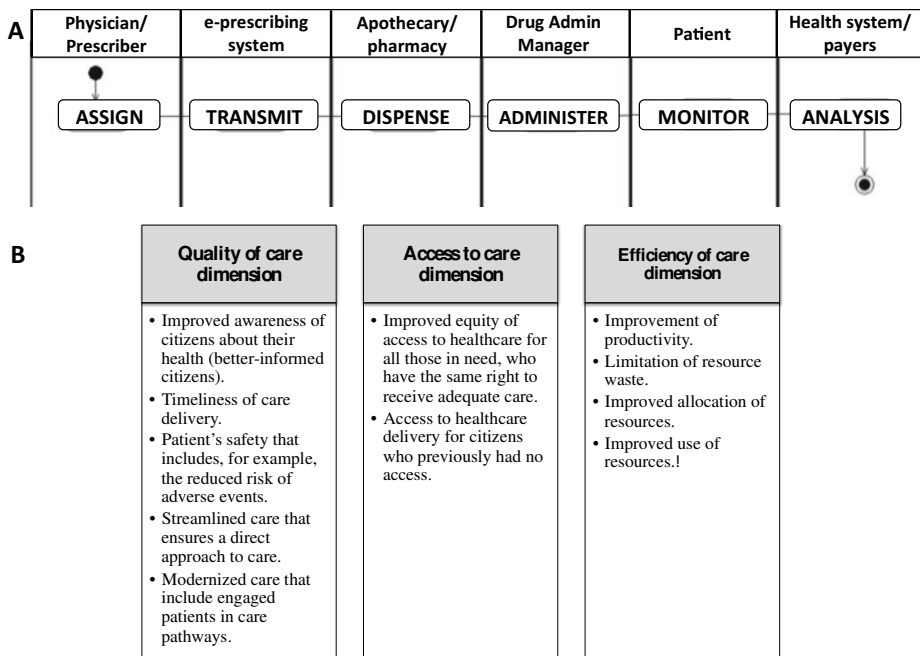 A
Physician/
Prescriber
e-prescribing
system
Apothecary/
pharmacy
Drug Admin
Manager
Patient
Health system/
payers
ASSIGN
TRANSMIT
DISPENSE
ADMINISTER
MONITOR
ANALYSIS
B
Quality of care
dimension
• Improved awareness of
citizens about their
health (better-informed
citizens).
• Timeliness of care
delivery.
• Patient's safety that
includes, for example,
the reduced risk of
adverse events.
• Streamlined care that
ensures a direct
approach to care.
• Modernized care that
include engaged
patients in care
pathways.
Access to care
dimension
• Improved equity of
access to healthcare for
all those in need, who
have the same right to
receive adequate care.
• Access to healthcare
delivery for citizens
who previously had no
access.
Efficiency of care
dimension
• Improvement of
productivity.
• Limitation of resource
waste.
• Improved allocation of
resources.
• Improved use of
resources.!